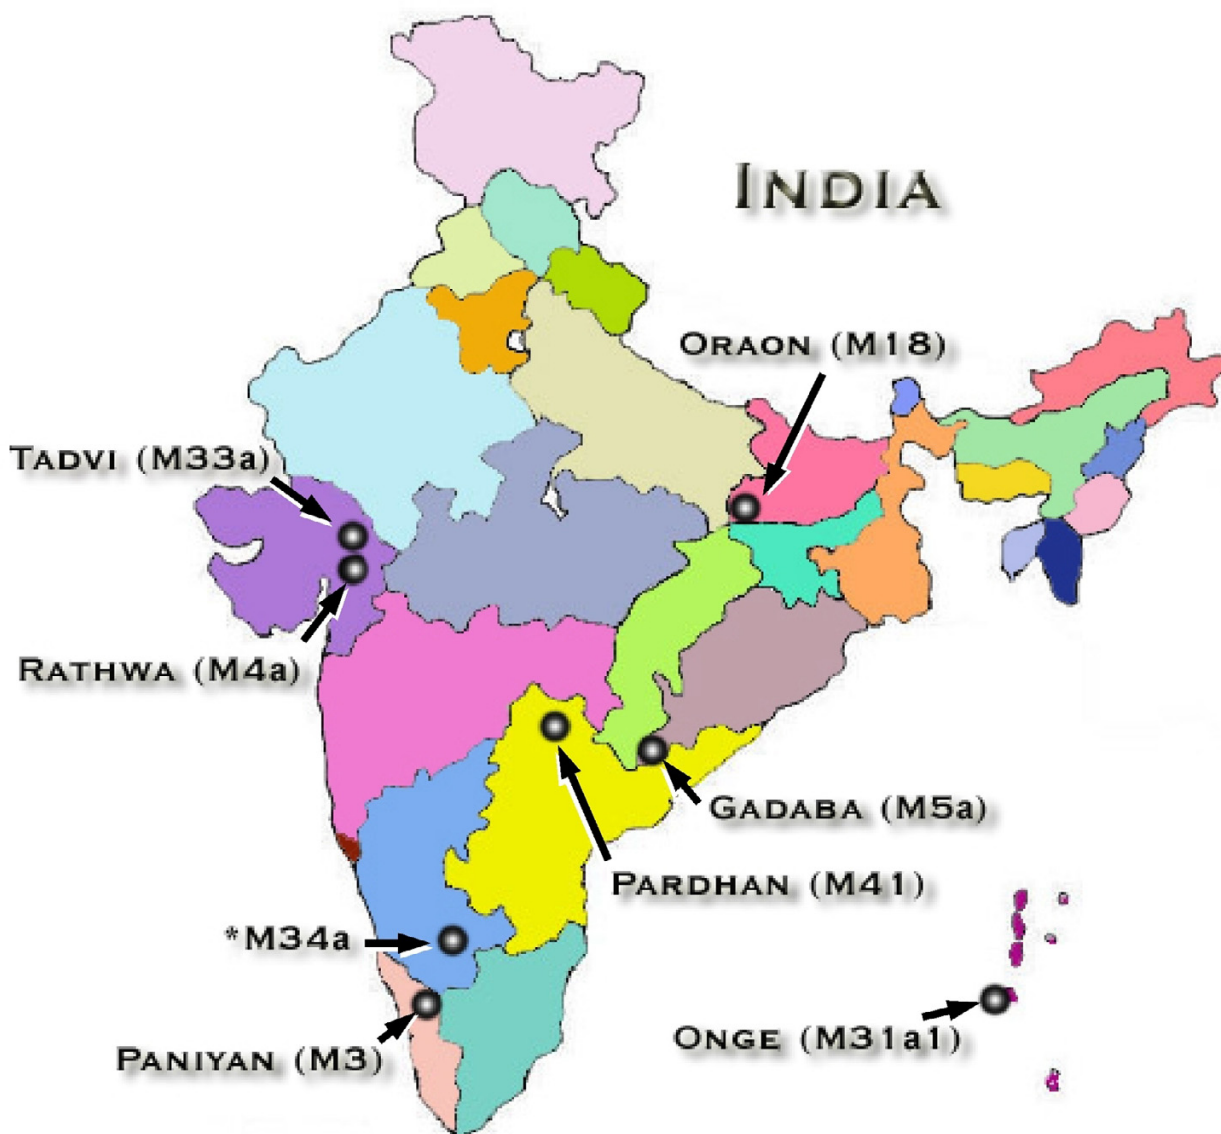 INDIA
ORAON (M18)
TADVI (M33a)
RATHWA (M4a)
GADABA (M5a)
PARDHAN (M41)
*M34a
ONGE (M31a1)
PANIYAN (M3)